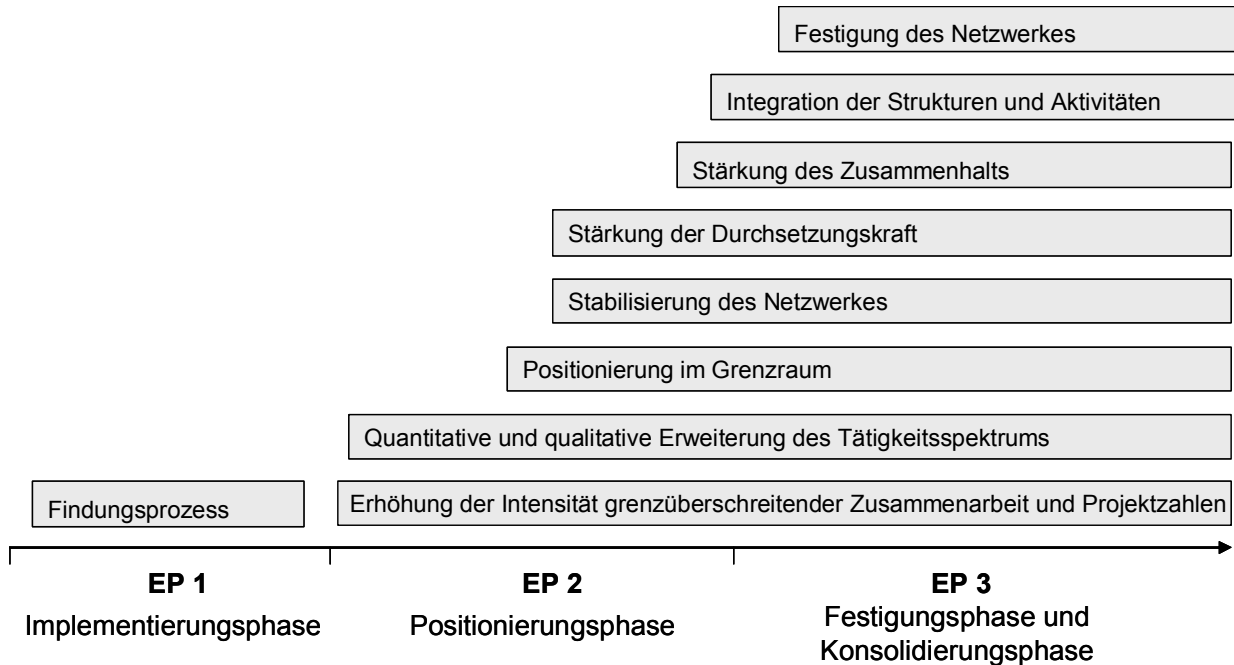 Festigung des Netzwerkes
Integration der Strukturen und Aktivitäten
Stärkung des Zusammenhalts
Stärkung der Durchsetzungskraft
Stabilisierung des Netzwerkes
Positionierung im Grenzraum
Quantitative und qualitative Erweiterung des Tätigkeitsspektrums
Findungsprozess
Erhöhung der Intensität grenzüberschreitender Zusammenarbeit und Projektzahlen
EP 1
Implementierungsphase
EP 2
Positionierungsphase
EP 3
Festigungsphase und
Konsolidierungsphase